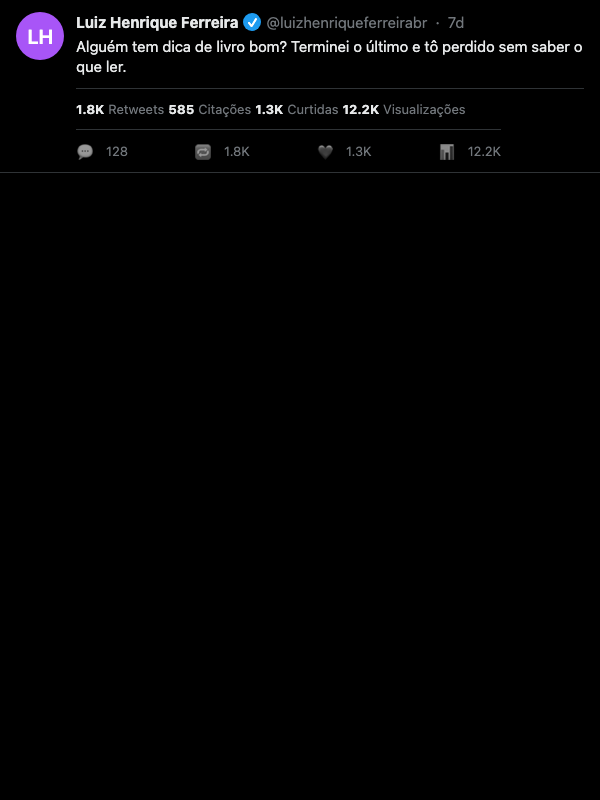 LH
Luiz Henrique Ferreira @luizhenriqueferreirabr · 7d
Alguém tem dica de livro bom? Terminei o último e tô perdido sem saber o
que ler.
1.8K Retweets 585 Citações 1.3K Curtidas 12.2K Visualizações
128 1.8K 1.3K 12.2K